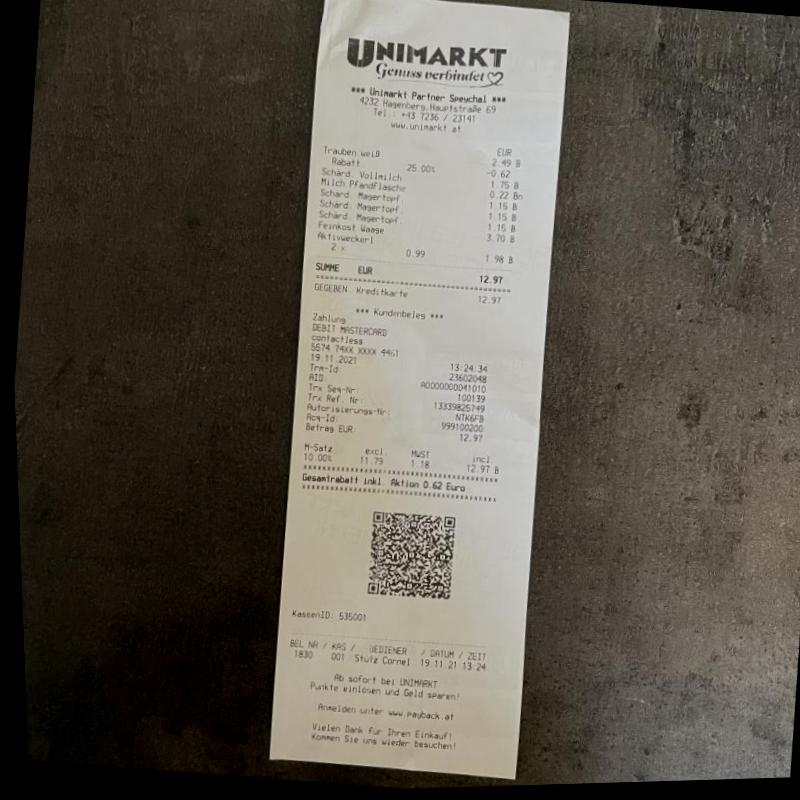 UNIMARKT
Genuss verbindet
*** Unimarkt Partner Speychal ***
4232 Hagenberg, Hauptstraße 69
Tel.: +43 7236 / 23141
www.unimarkt.at
EUR
Trauben weiß 2.49 B
Rabatt 25.00% -0.62
Schärd. Vollmilch 1.75 B
Milch Pfandflasche 0.22 Bn
Schärd. Magertopf. 1.15 B
Schärd. Magertopf. 1.15 B
Schärd. Magertopf. 1.15 B
Feinkost Waage 3.70 B
Aktivweckerl
2 x 0.99 1.98 B
SUMME EUR 12.97
GEGEBEN Kreditkarte 12.97
*** Kundenbeleg ***
Zahlung
DEBIT MASTERCARD
contactless
5574 74XX XXXX 4461
19.11.2021 13:24:34
Trm-Id: 23602048
AID: A0000000041010
Trx Seq-Nr: 100139
Trx Ref. Nr: 13339825749
Autorisierungs-Nr: NTK6FB
Acq-Id: 999100200
Betrag EUR: 12.97
M-Satz excl. MWST incl.
10.00% 11.79 1.18 12.97 B
Gesamtrabatt inkl. Aktion 0.62 Euro
KassenID: 535001
BEL NR / KAS / BEDIENER / DATUM / ZEIT
1830 001 Stütz Cornel 19.11.21 13:24
Ab sofort bei UNIMARKT
Punkte einlösen und Geld sparen!
Anmelden unter www.payback.at
Vielen Dank für Ihren Einkauf!
Kommen Sie uns wieder besuchen!